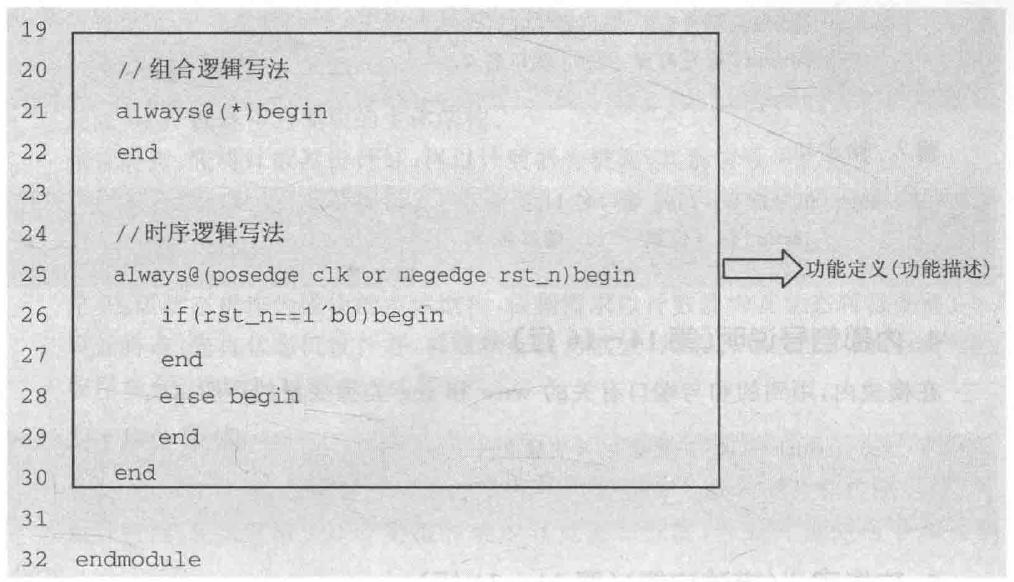 19
20 //组合逻辑写法
21 always@(*)begin
22 end
23
24 //时序逻辑写法
25 always@(posedge clk or negedge rst_n)begin
26 if(rst_n==1'b0)begin
27 end
28 else begin
29 end
30 end
31
32 endmodule
功能定义(功能描述)